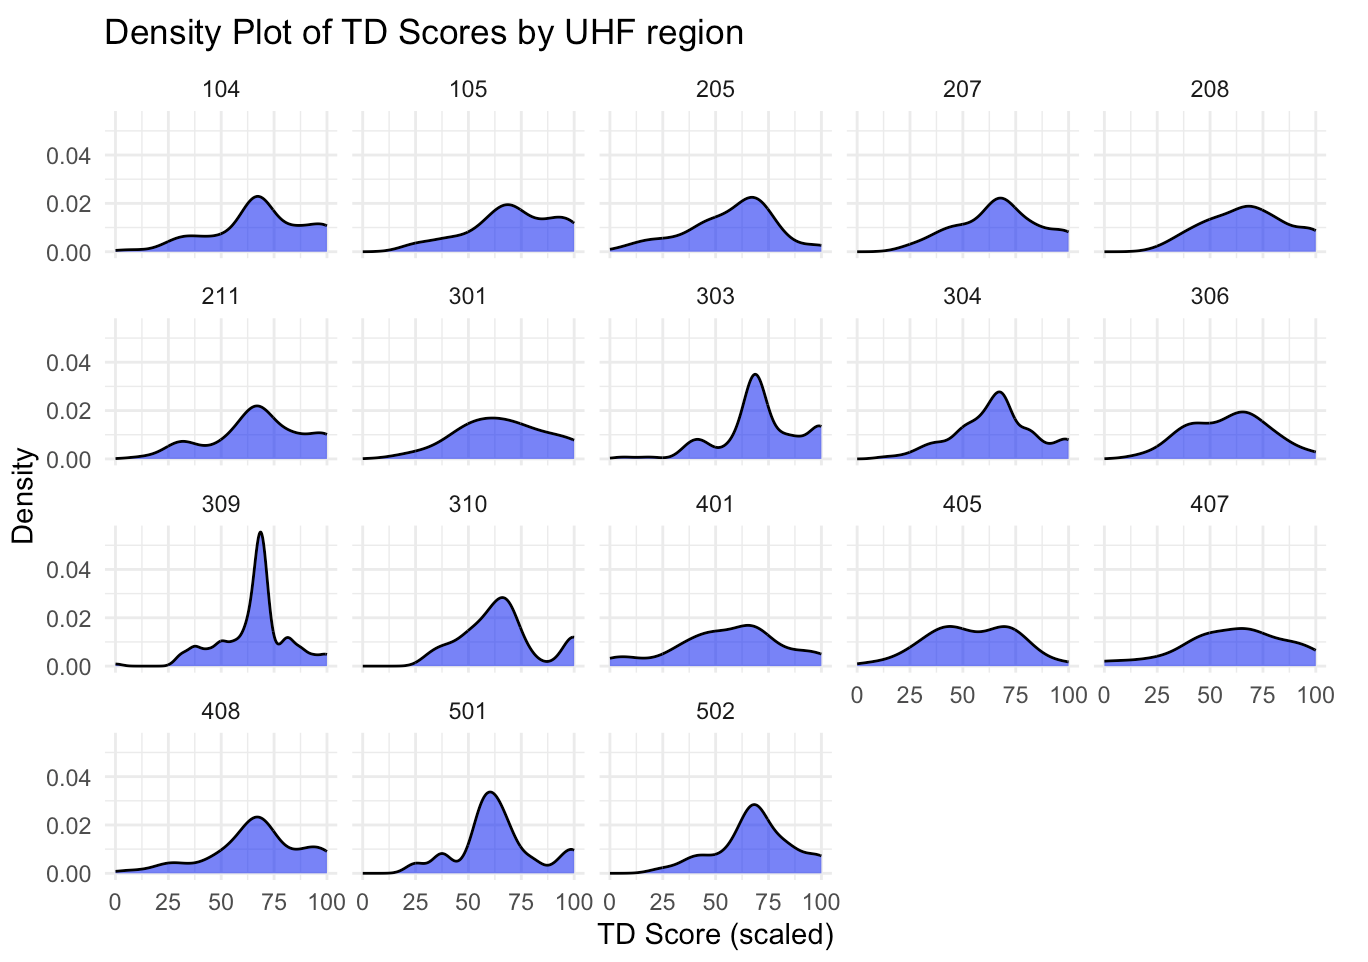 Density Plot of TD Scores by UHF region
104 105 205 207 208
0.04
0.02
0.00
211 301 303 304 306
0.04
0.02
0.00
Density
309 310 401 405 407
0.04
0.02
0.00
0 25 50 75 100 0 25 50 75 100
408 501 502
0.04
0.02
0.00
0 25 50 75 100 0 25 50 75 100 0 25 50 75 100
TD Score (scaled)